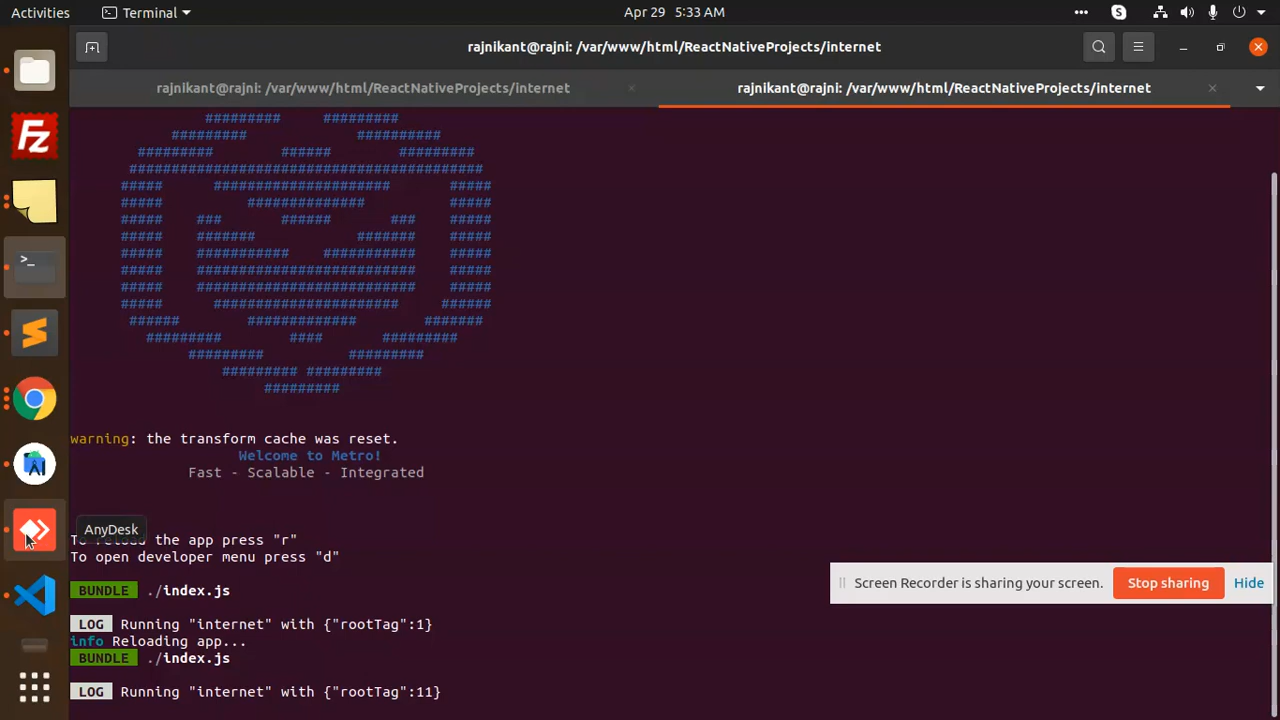 Activities
Terminal
Apr 29 5:33 AM
rajnikant@rajni: /var/www/html/ReactNativeProjects/internet
rajnikant@rajni: /var/www/html/ReactNativeProjects/internet
rajnikant@rajni: /var/www/html/ReactNativeProjects/internet
######### #########
######### ##########
######### ###### #########
##########################################
##### ##################### #####
##### ############## #####
##### ### ###### ### #####
##### ####### ####### #####
##### ########### ########### #####
##### ########################## #####
##### ########################## #####
##### ###################### ######
###### ############# #######
######### #### #########
######### #########
######### #########
#########
warning: the transform cache was reset.
Welcome to Metro!
Fast - Scalable - Integrated
AnyDesk
To reload the app press "r"
To open developer menu press "d"
BUNDLE ./index.js
Screen Recorder is sharing your screen.
Stop sharing
Hide
LOG Running "internet" with {"rootTag":1}
info Reloading app...
BUNDLE ./index.js
LOG Running "internet" with {"rootTag":11}